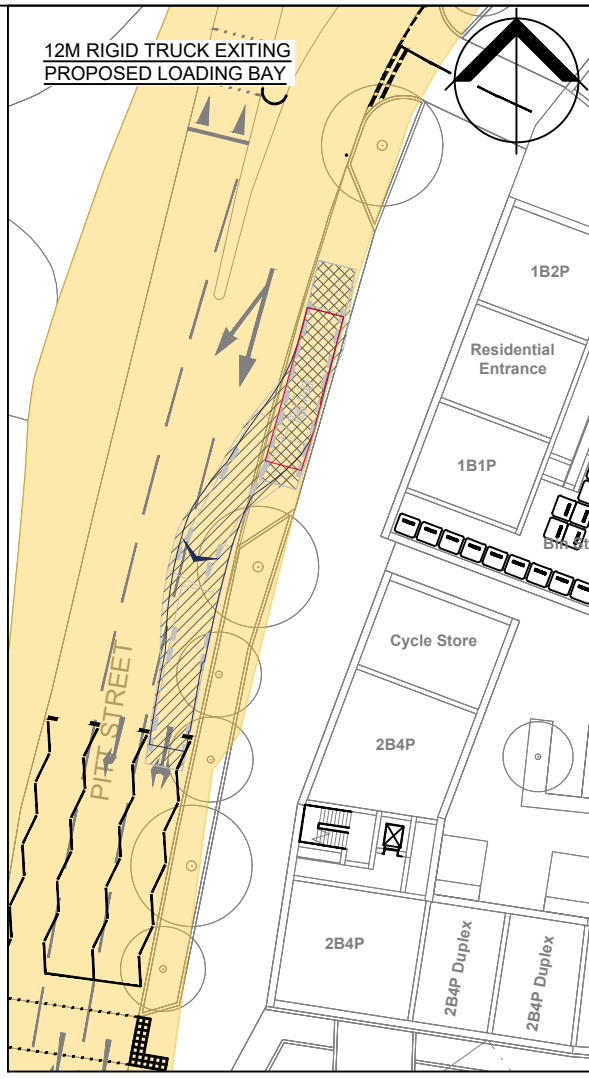 12M RIGID TRUCK EXITING
PROPOSED LOADING BAY
1B2P
Residential
Entrance
1B1P
Cycle Store
2B4P
PITT STREET
2B4P
2B4P Duplex
2B4P Duplex